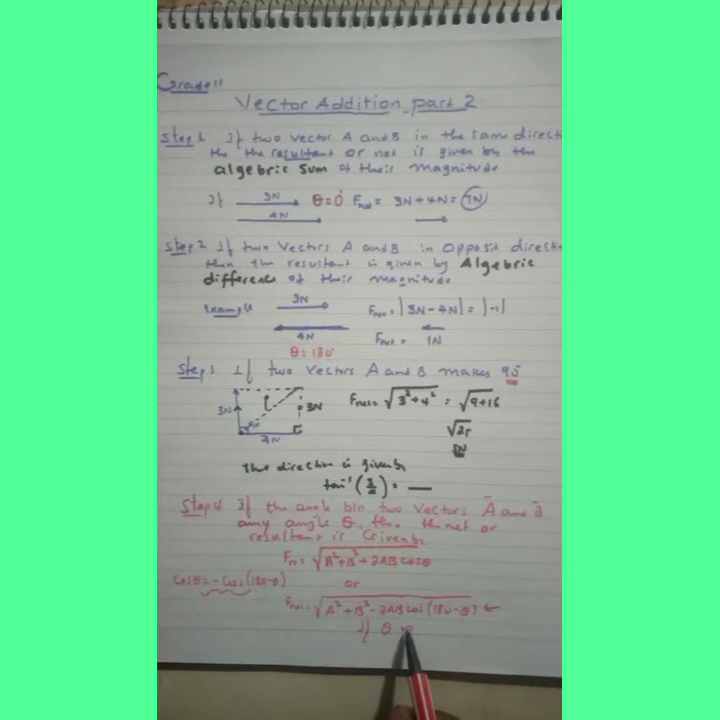 Grade 11
Vector Addition part 2
Step 1 If two vector A and B in the same direct
the the resultant or net is given by the
algebric Sum of their magnitude
If 3N θ=0° Fnet = 3N+4N= 7N
4N
Step 2 If two Vectors A and B in opposit direct
then the resultant is given by Algebric
difference of their magnitude
Example 3N Fnet = |3N-4N| = |-1|
4N Fnet = 1N
θ = 180°
Step 3 If two Vectors A and B makes 90°
3N 3N Fnet = √3²+4² = √9+16
4N √25
5N
the direction is given by
tan⁻¹(3/4) =
Step 4 If the angle btn two Vectors A and B
any angle θ, then the net or
resultant is Given by
= √A²+B²+2ABcosθ
Cosθ = -Cos(180-θ) or
Fnet = √A²+B²-2ABcos(180-θ)
if θ